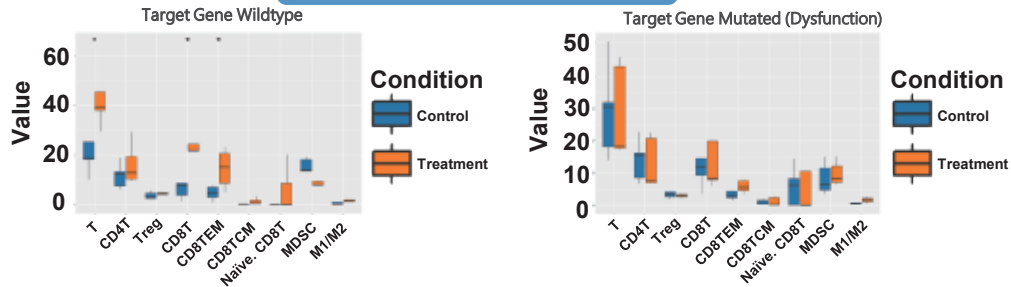 Target Gene Wildtype
* * *
60
40
20
0
Value
T
CD4T
Treg
CD8T
CD8TEM
CD8TCM
Naïve. CD8T
MDSC
M1/M2
Condition
Control
Treatment
Target Gene Mutated (Dysfunction)
50
40
30
20
10
0
Value
T
CD4T
Treg
CD8T
CD8TEM
CD8TCM
Naïve. CD8T
MDSC
M1/M2
Condition
Control
Treatment